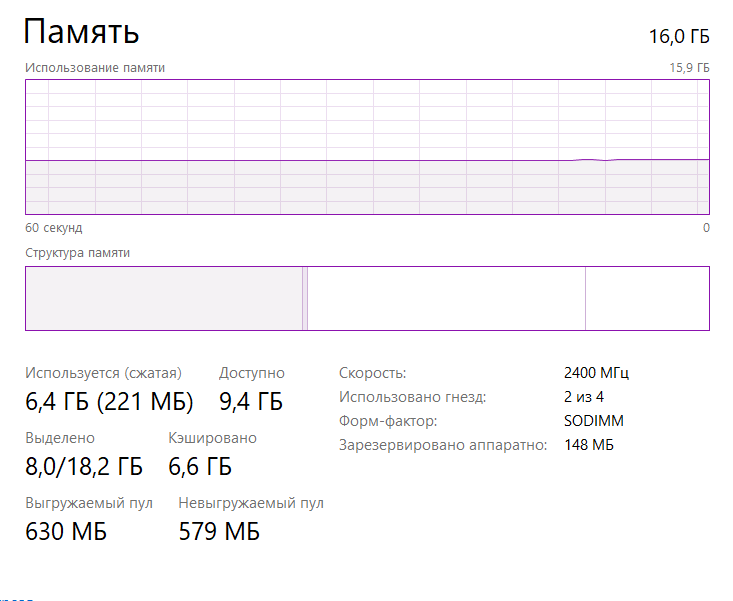 Память 16,0 ГБ
Использование памяти 15,9 ГБ
60 секунд 0
Структура памяти
Используется (сжатая) Доступно
6,4 ГБ (221 МБ) 9,4 ГБ
Выделено Кэшировано
8,0/18,2 ГБ 6,6 ГБ
Выгружаемый пул Невыгружаемый пул
630 МБ 579 МБ
Скорость: 2400 МГц
Использовано гнезд: 2 из 4
Форм-фактор: SODIMM
Зарезервировано аппаратно: 148 МБ